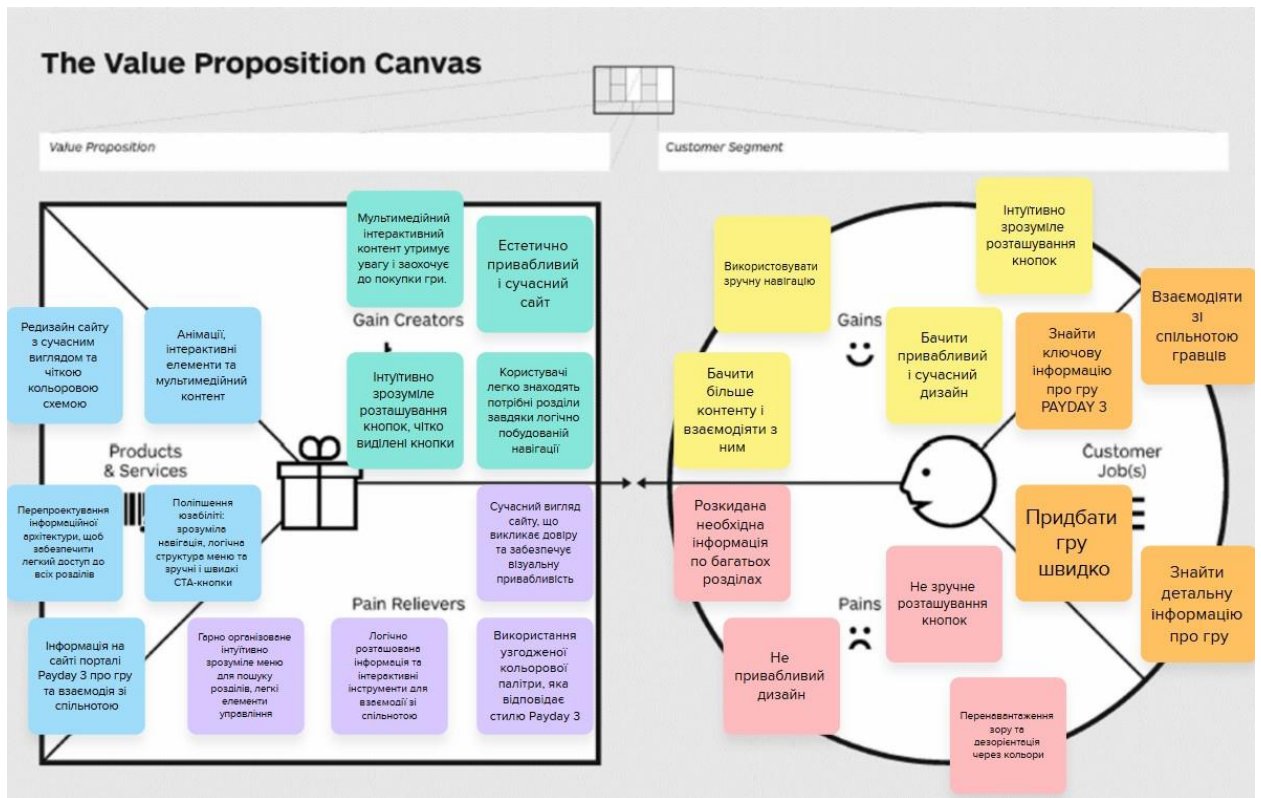 The Value Proposition Canvas
Value Proposition
Customer Segment
Мультимедійний
інтерактивний
контент утримує
увагу і заохочує
до покупки гри.
Естетично
привабливий
і сучасний
сайт
Gain Creators
Редизайн сайту
з сучасним
виглядом та
чіткою
кольоровою
схемою
Анімації,
інтерактивні
елементи та
мультимедійний
контент
Інтуїтивно
зрозуміле
розташування
кнопок, чітко
виділені кнопки
Користувачі
легко знаходять
потрібні розділи
завдяки логічно
побудованій
навігації
Products
& Services
Перепроектування
інформаційної
архітектури, щоб
забезпечити
легкий доступ до
всіх розділів
Поліпшення
юзабіліті:
зрозуміла
навігація, логічна
структура меню та
зручні і швидкі
СТА-кнопки
Сучасний вигляд
сайту, що
викликає довіру
та забезпечує
візуальну
привабливість
Pain Relievers
Інформація на
сайті порталі
Payday 3 про гру
та взаємодія зі
спільнотою
Гарно організоване
інтуїтивно
зрозуміле меню
для пошуку
розділів, легкі
елементи
управління
Логічно
розташована
інформація та
інтерактивні
інструменти для
взаємодії зі
спільнотою
Використання
узгодженої
кольорової
палітри, яка
відповідає
стилю Payday 3
Використовувати
зручну навігацію
Інтуїтивно
зрозуміле
розташування
кнопок
Gains
Бачити
привабливий
і сучасний
дизайн
Бачити
більше
контенту і
взаємодіяти з
ним
Знайти
ключову
інформацію
про гру
PAYDAY 3
Взаємодіяти
зі
спільнотою
гравців
Customer
Job(s)
Придбати
гру
швидко
Знайти
детальну
інформацію
про гру
Розкидана
необхідна
інформація
по багатьох
розділах
Pains
Не зручне
розташування
кнопок
Не
привабливий
дизайн
Перенавантаження
зору та
дезорієнтація
через кольори